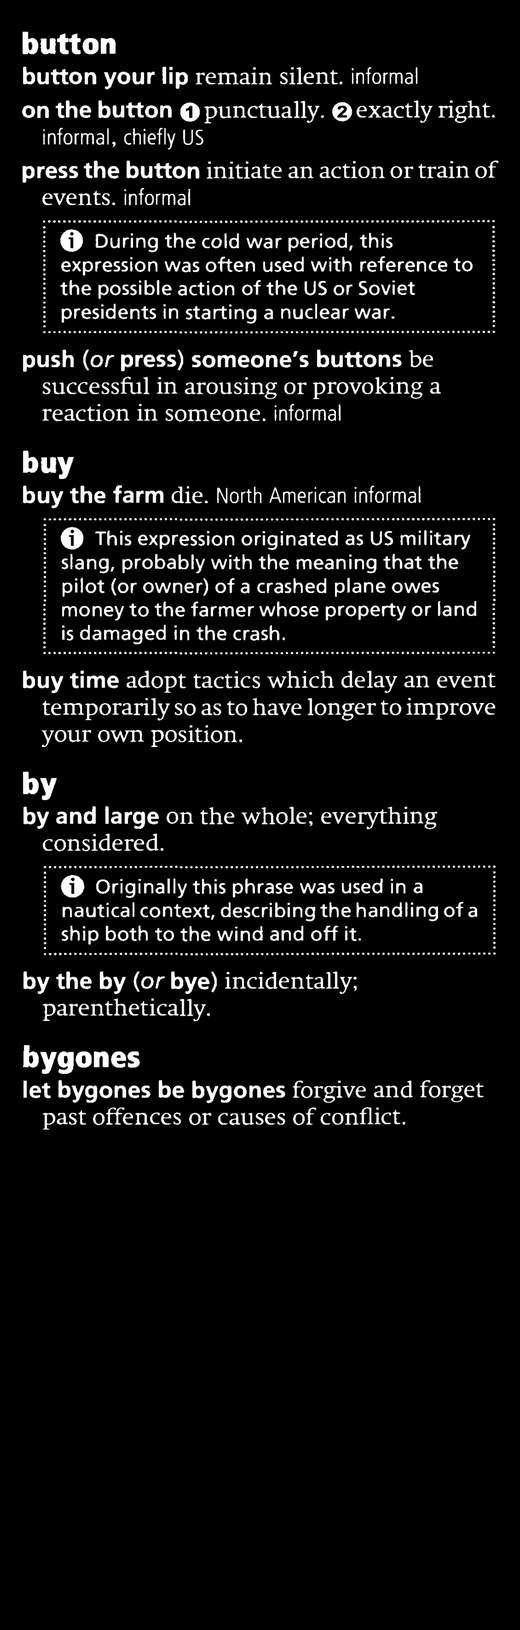 button
button your lip remain silent. informal
on the button ❶ punctually. ❷ exactly right.
informal, chiefly US
press the button initiate an action or train of
events. informal
ⓘ During the cold war period, this
expression was often used with reference to
the possible action of the US or Soviet
presidents in starting a nuclear war.
push (or press) someone's buttons be
successful in arousing or provoking a
reaction in someone. informal
buy
buy the farm die. North American informal
ⓘ This expression originated as US military
slang, probably with the meaning that the
pilot (or owner) of a crashed plane owes
money to the farmer whose property or land
is damaged in the crash.
buy time adopt tactics which delay an event
temporarily so as to have longer to improve
your own position.
by
by and large on the whole; everything
considered.
ⓘ Originally this phrase was used in a
nautical context, describing the handling of a
ship both to the wind and off it.
by the by (or bye) incidentally;
parenthetically.
bygones
let bygones be bygones forgive and forget
past offences or causes of conflict.